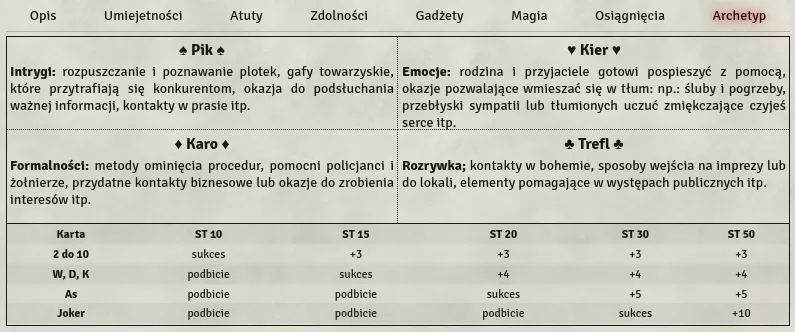 Opis Umiejetności Atuty Zdolności Gadżety Magia Osiągnięcia Archetyp
♠ Pik ♠
Intrygi: rozpuszczanie i poznawanie plotek, gafy towarzyskie,
które przytrafiają się konkurentom, okazja do podsłuchania
ważnej informacji, kontakty w prasie itp.
♥ Kier ♥
Emocje: rodzina i przyjaciele gotowi pospieszyć z pomocą,
okazje pozwalające wmieszać się w tłum: np.: śluby i pogrzeby,
przebłyski sympatii lub tłumionych uczuć zmiękczające czyjeś
serce itp.
♦ Karo ♦
Formalności: metody ominięcia procedur, pomocni policjanci i
żołnierze, przydatne kontakty biznesowe lub okazje do zrobienia
interesów itp.
♣ Trefl ♣
Rozrywka; kontakty w bohemie, sposoby wejścia na imprezy lub
do lokali, elementy pomagające w występach publicznych itp.
Karta ST 10 ST 15 ST 20 ST 30 ST 50
2 do 10 sukces +3 +3 +3 +3
W, D, K podbicie sukces +4 +4 +4
As podbicie podbicie sukces +5 +5
Joker podbicie podbicie podbicie sukces +10